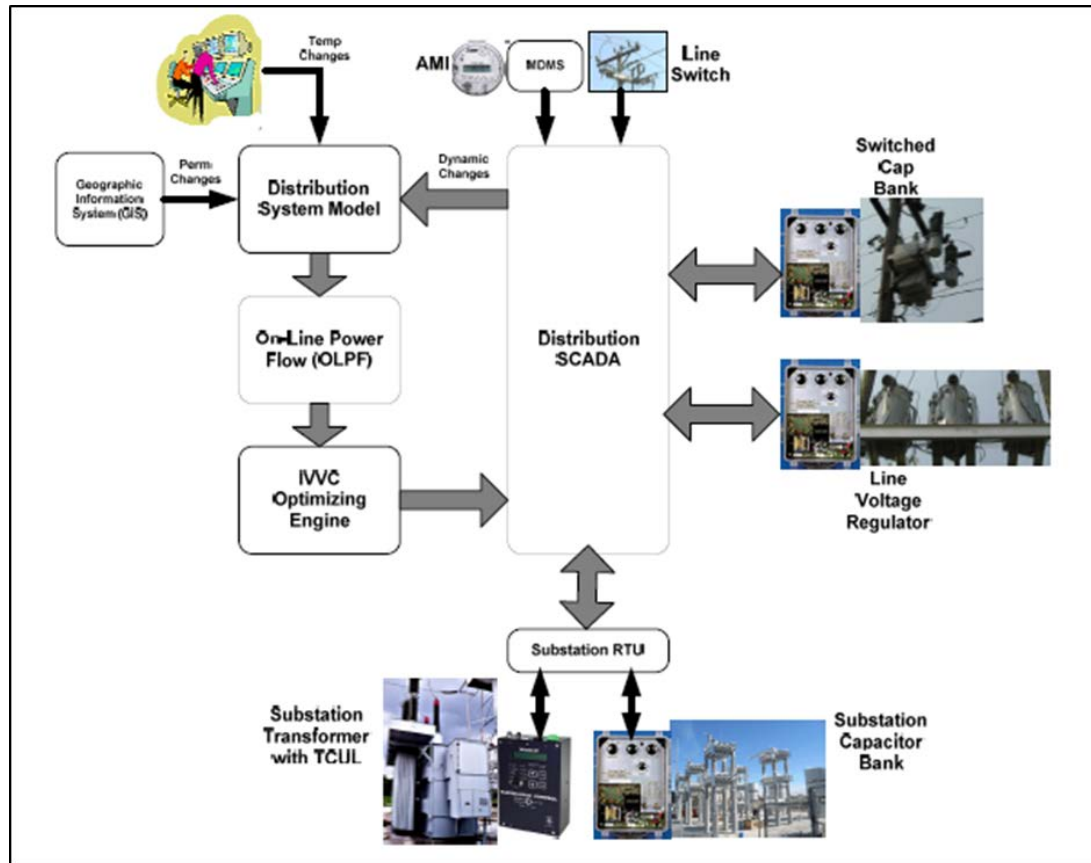 Temp
Changes
AMI
MDMS
Line
Switch
Geographic
Information
System (GIS)
Perm
Changes
Distribution
System Model
Dynamic
Changes
Switched
Cap
Bank
On-Line Power
Flow (OLPF)
Distribution
SCADA
IVVC
Optimizing
Engine
Line
Voltage
Regulator
Substation RTU
Substation
Transformer
with TCUL
Substation
Capacitor
Bank